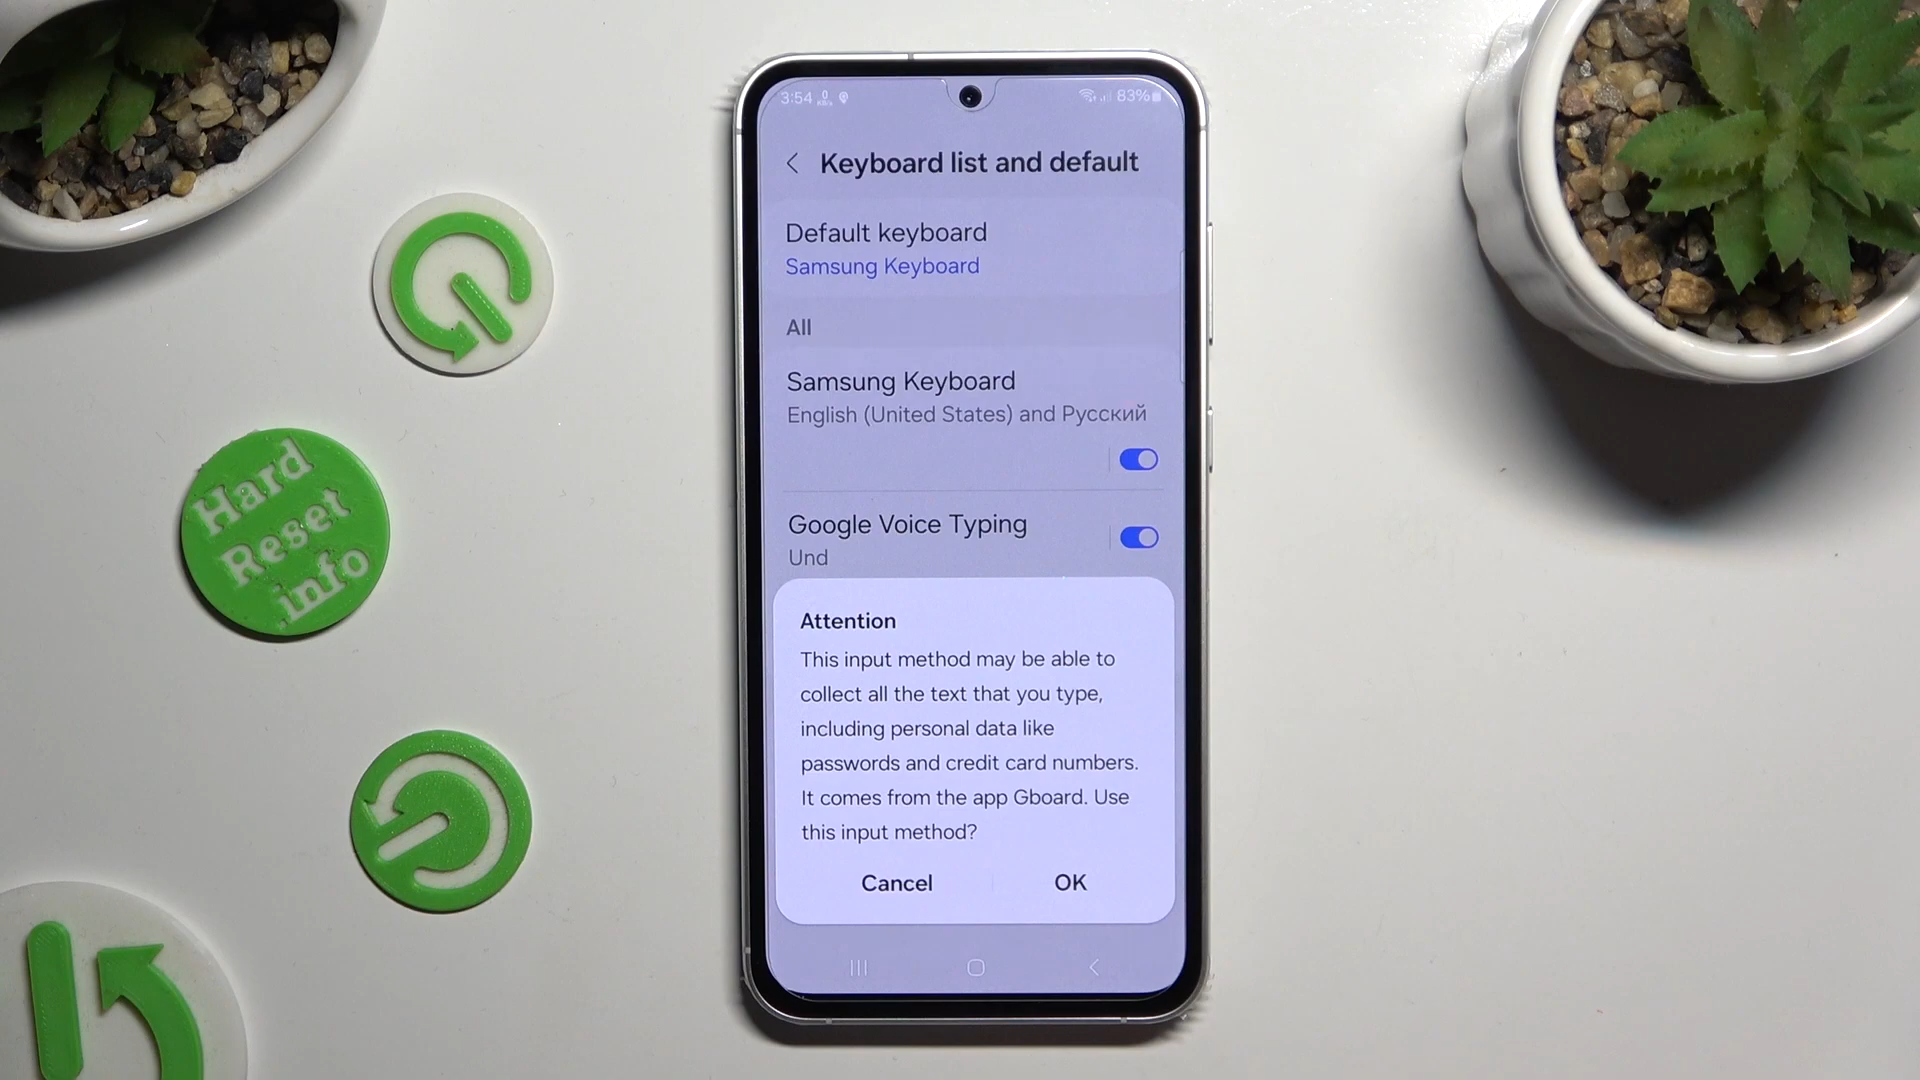 3:54
83%
Keyboard list and default
Default keyboard
Samsung Keyboard
All
Samsung Keyboard
English (United States) and Русский
Google Voice Typing
Und
Attention
This input method may be able to
collect all the text that you type,
including personal data like
passwords and credit card numbers.
It comes from the app Gboard. Use
this input method?
Cancel
OK
Hard
Reset
.info